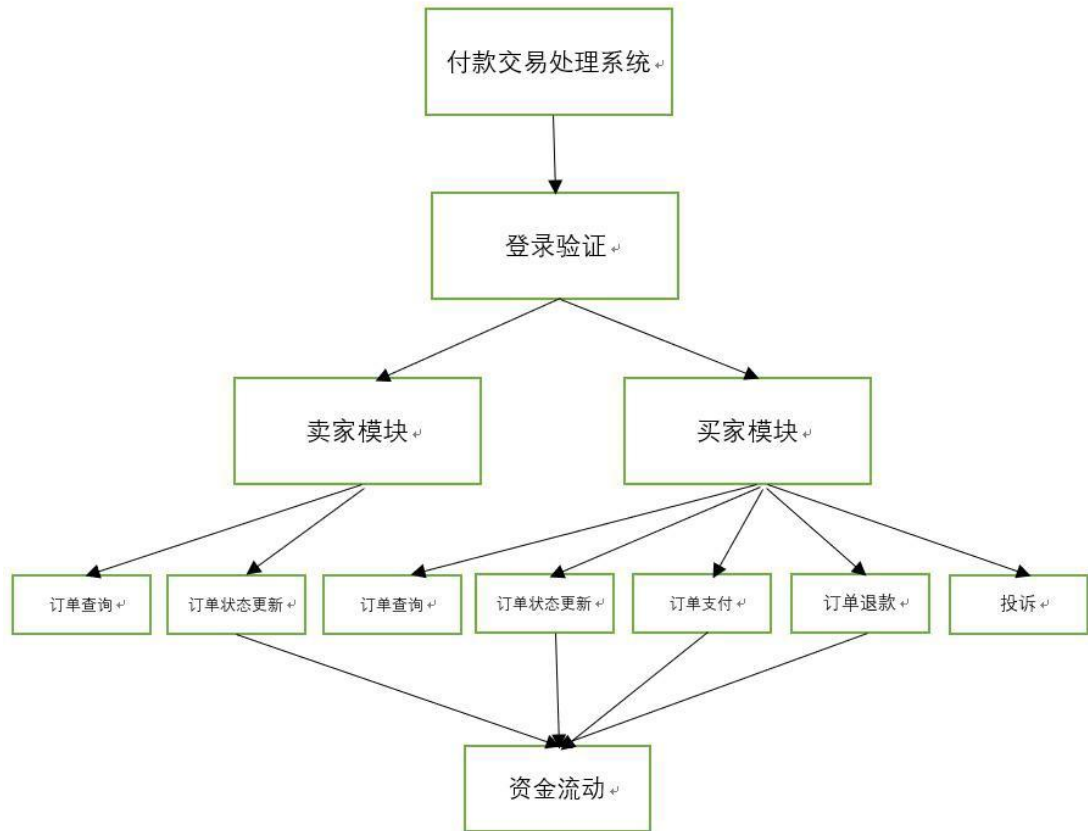 付款交易处理系统
登录验证
卖家模块
买家模块
订单查询
订单状态更新
订单查询
订单状态更新
订单支付
订单退款
投诉
资金流动